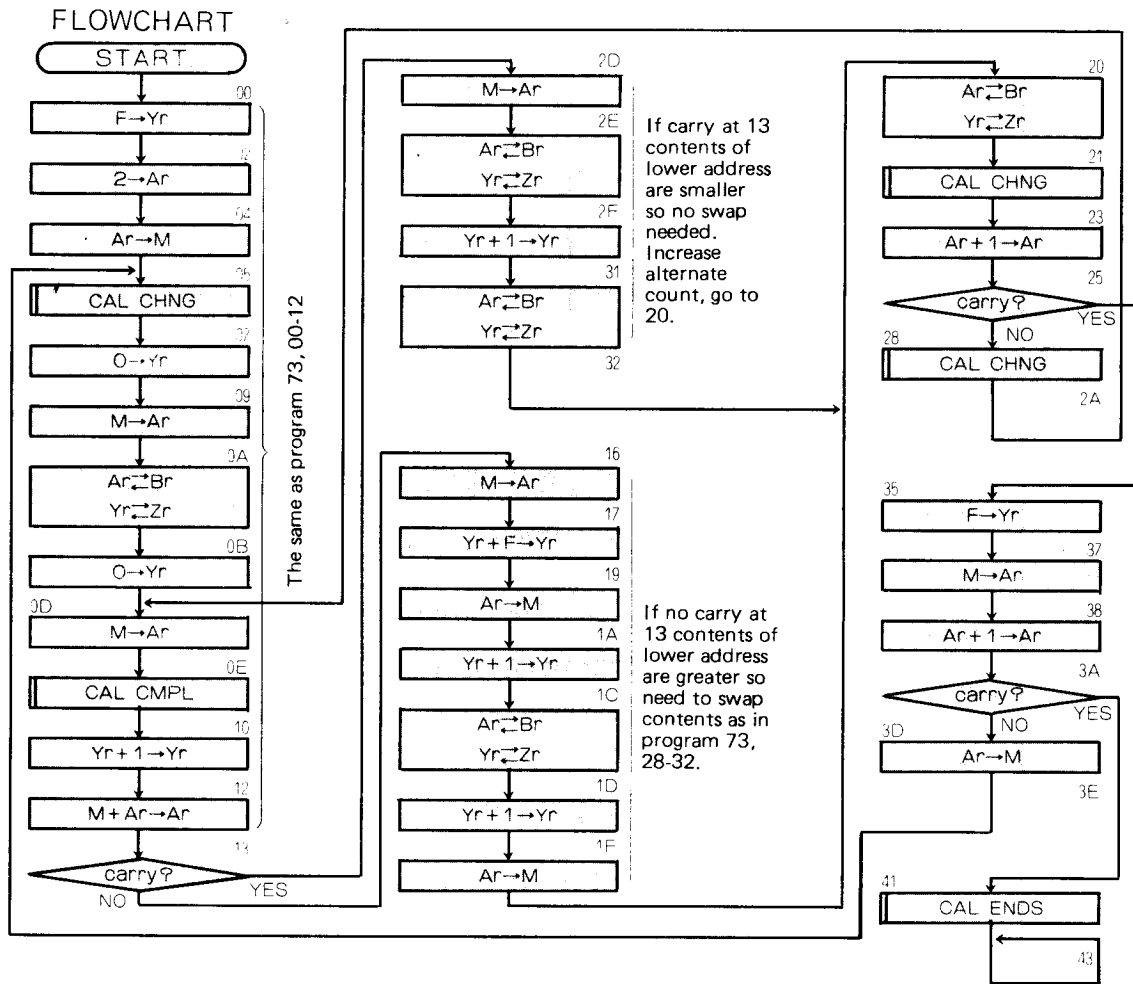 FLOWCHART
START
00
F→Yr
2→Ar
04
Ar→M
05
CAL CHNG
07
O→Yr
09
M→Ar
0A
Ar⇄Br
Yr⇄Zr
0B
O→Yr
0D
M→Ar
0E
CAL CMPL
10
Yr + 1→Yr
12
M + Ar→Ar
13
carry?
YES
NO
The same as program 73, 00-12
2D
M→Ar
2E
Ar⇄Br
Yr⇄Zr
2F
Yr + 1→Yr
31
Ar⇄Br
Yr⇄Zr
32
If carry at 13
contents of
lower address
are smaller
so no swap
needed.
Increase
alternate
count, go to
20.
16
M→Ar
17
Yr + F→Yr
19
Ar→M
1A
Yr + 1→Yr
1C
Ar⇄Br
Yr⇄Zr
1D
Yr + 1→Yr
1F
Ar→M
If no carry at
13 contents of
lower address
are greater so
need to swap
contents as in
program 73,
28-32.
20
Ar⇄Br
Yr⇄Zr
21
CAL CHNG
23
Ar + 1→Ar
25
carry?
YES
NO
28
CAL CHNG
2A
35
F→Yr
37
M→Ar
38
Ar + 1→Ar
3A
carry?
YES
NO
3D
Ar→M
3E
41
CAL ENDS
43